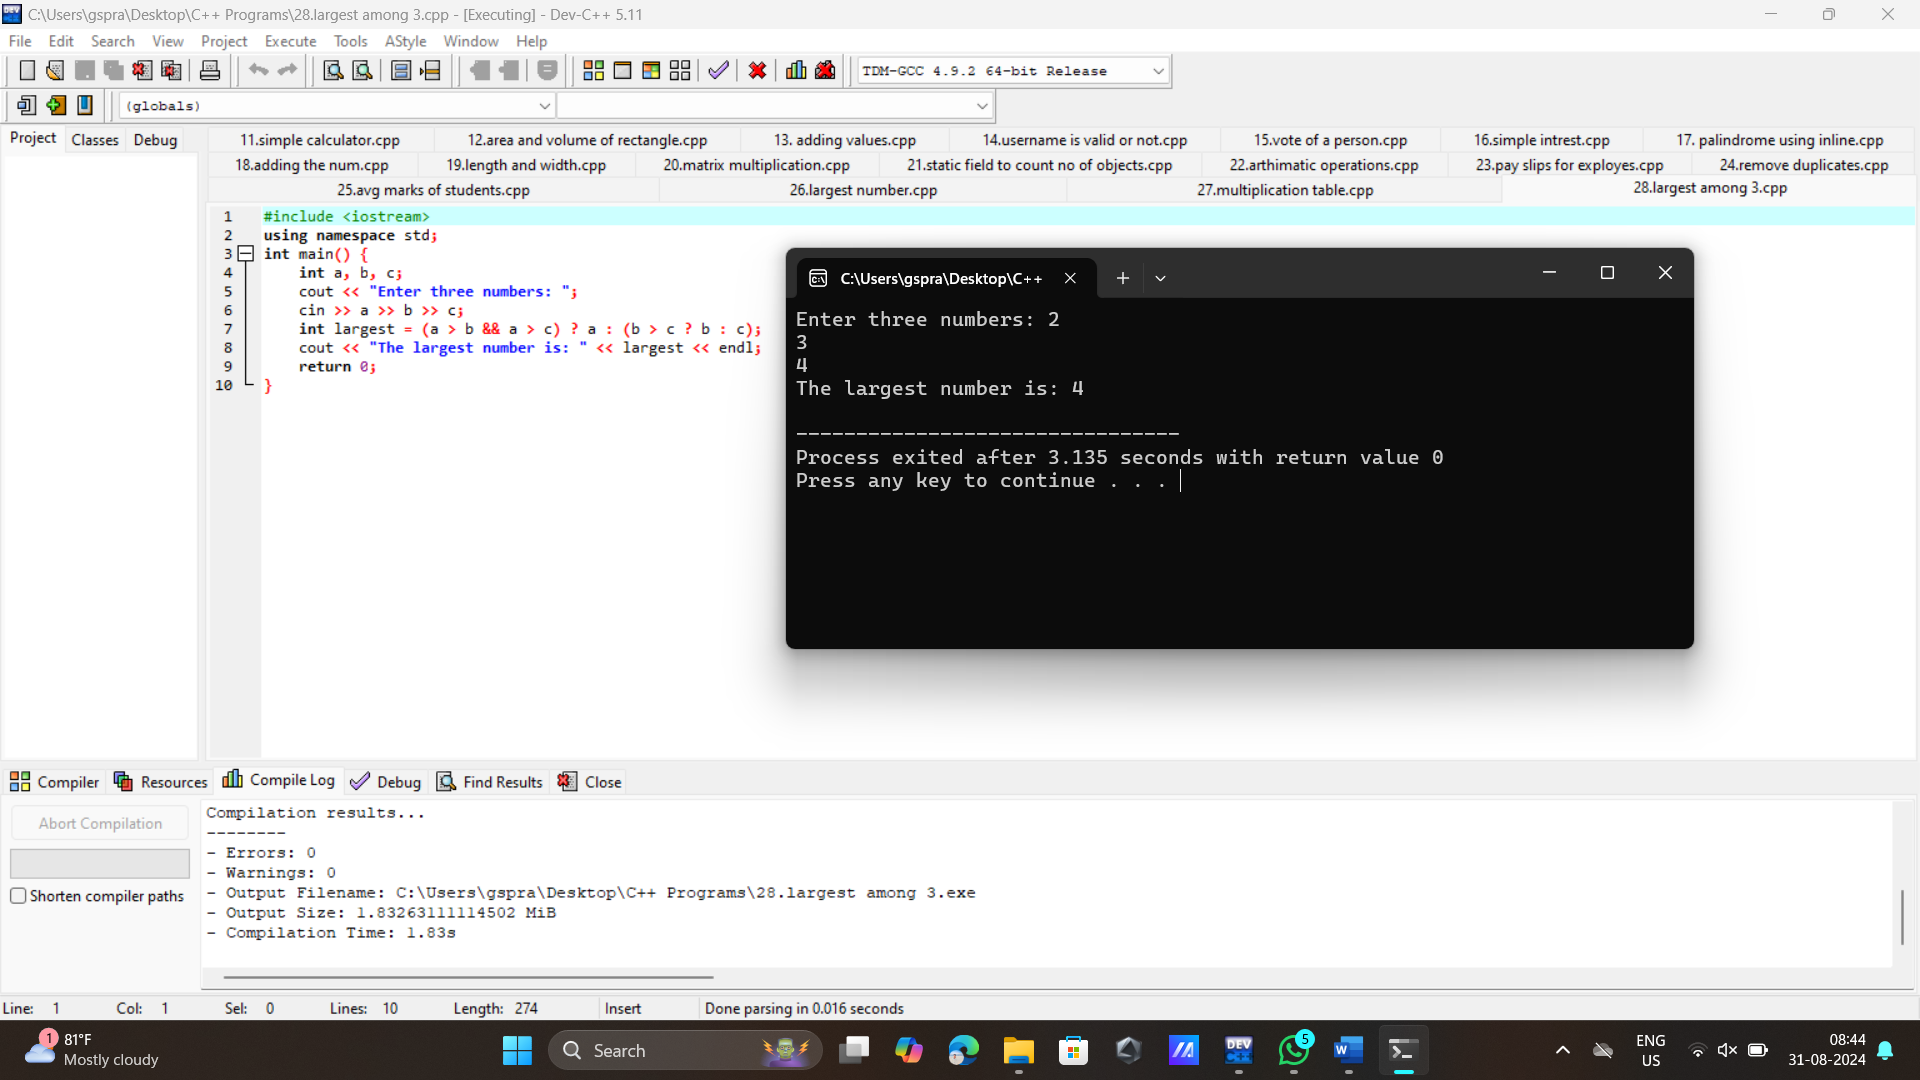 C:\Users\gspra\Desktop\C++ Programs\28.largest among 3.cpp - [Executing] - Dev-C++ 5.11
File Edit Search View Project Execute Tools AStyle Window Help
TDM-GCC 4.9.2 64-bit Release
(globals)
Project Classes Debug
11.simple calculator.cpp 12.area and volume of rectangle.cpp 13. adding values.cpp 14.username is valid or not.cpp 15.vote of a person.cpp 16.simple intrest.cpp 17. palindrome using inline.cpp
18.adding the num.cpp 19.length and width.cpp 20.matrix multiplication.cpp 21.static field to count no of objects.cpp 22.arthimatic operations.cpp 23.pay slips for exployes.cpp 24.remove duplicates.cpp
25.avg marks of students.cpp 26.largest number.cpp 27.multiplication table.cpp 28.largest among 3.cpp
1 #include <iostream>
2 using namespace std;
3 int main() {
4 int a, b, c;
5 cout << "Enter three numbers: ";
6 cin >> a >> b >> c;
7 int largest = (a > b && a > c) ? a : (b > c ? b : c);
8 cout << "The largest number is: " << largest << endl;
9 return 0;
10 }
C:\Users\gspra\Desktop\C++
Enter three numbers: 2
3
4
The largest number is: 4
--------------------------------
Process exited after 3.135 seconds with return value 0
Press any key to continue . . .
Compiler Resources Compile Log Debug Find Results Close
Abort Compilation
Shorten compiler paths
Compilation results...
--------
- Errors: 0
- Warnings: 0
- Output Filename: C:\Users\gspra\Desktop\C++ Programs\28.largest among 3.exe
- Output Size: 1.83263111114502 MiB
- Compilation Time: 1.83s
Line: 1 Col: 1 Sel: 0 Lines: 10 Length: 274 Insert Done parsing in 0.016 seconds
1
81°F
Mostly cloudy
Search
DEV
5
W
ENG
US
08:44
31-08-2024